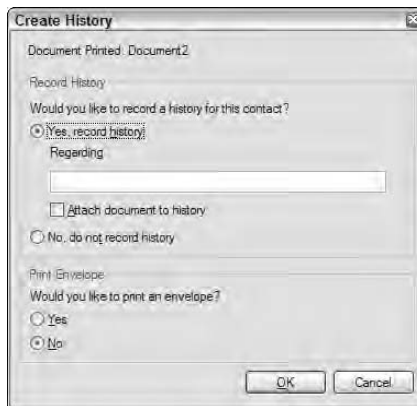 Create History
Document Printed: Document2
Record History
Would you like to record a history for this contact?
Yes, record history
Regarding
Attach document to history
No, do not record history
Print Envelope
Would you like to print an envelope?
Yes
No
OK
Cancel